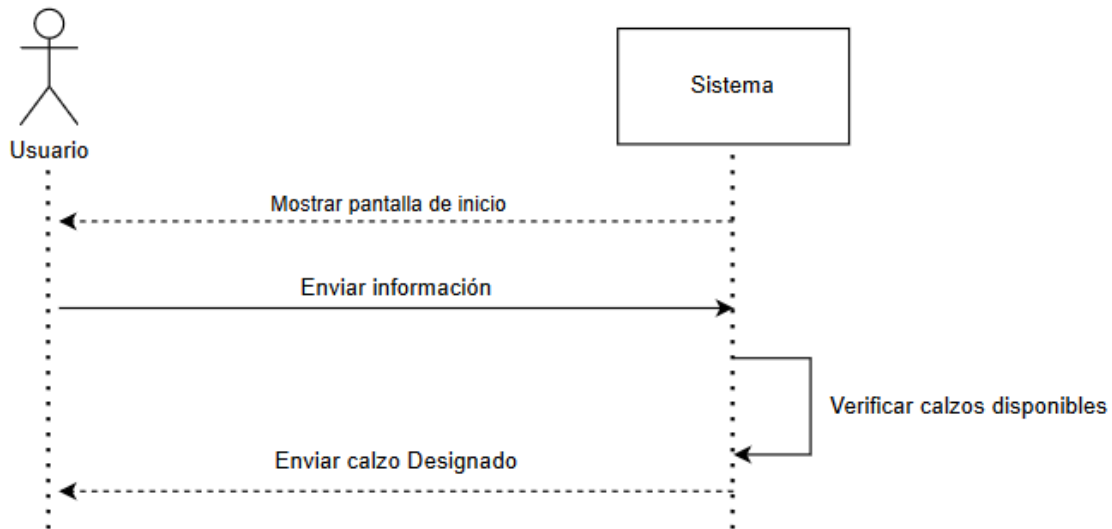 Sistema
Usuario
Mostrar pantalla de inicio
Enviar información
Verificar calzos disponibles
Enviar calzo Designado